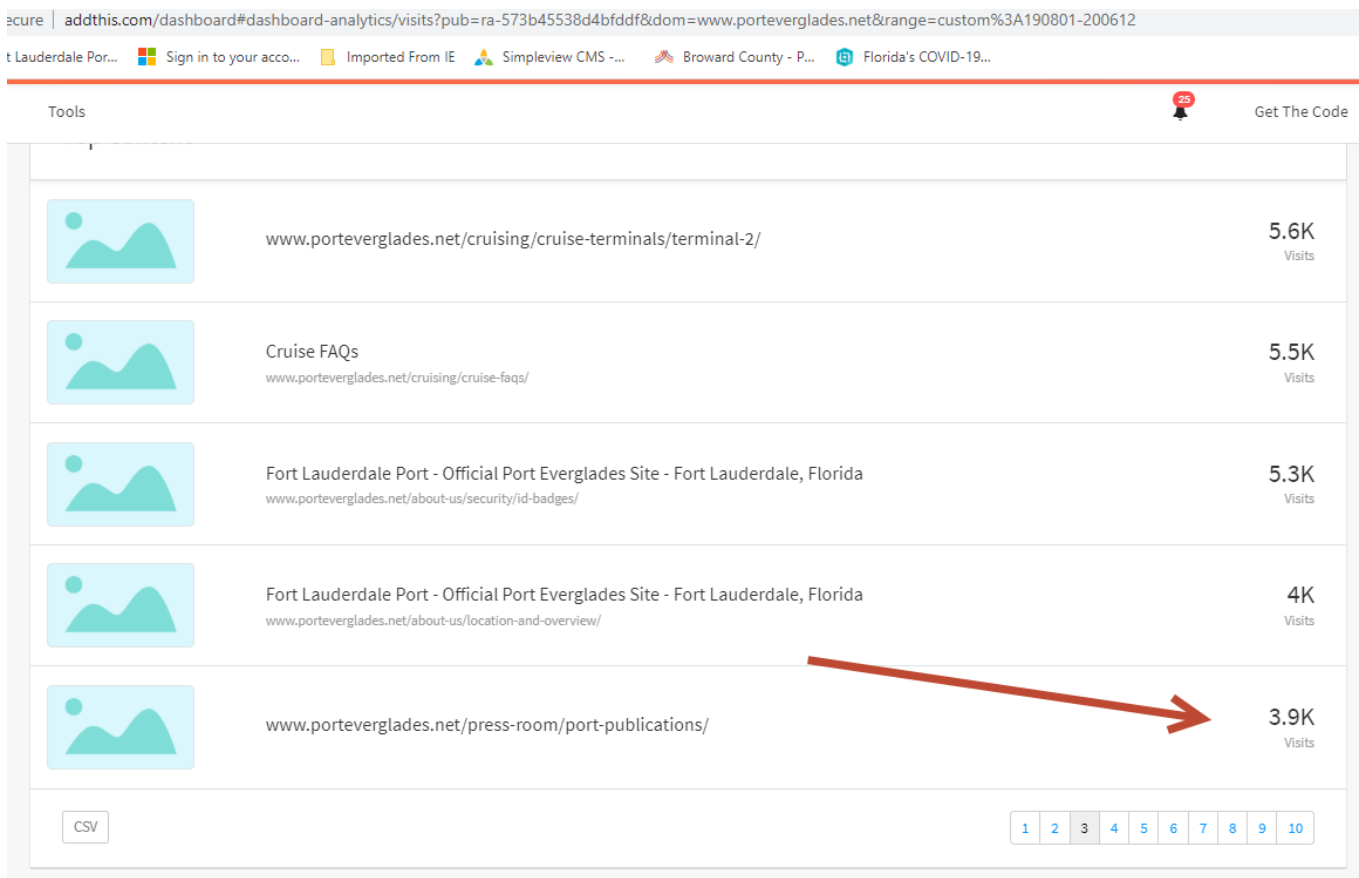 ecure | addthis.com/dashboard#dashboard-analytics/visits?pub=ra-573b45538d4bfddf&dom=www.porteverglades.net&range=custom%3A190801-200612
t Lauderdale Por... Sign in to your acco... Imported From IE Simpleview CMS -... Broward County - P... Florida's COVID-19...
Tools 25 Get The Code
www.porteverglades.net/cruising/cruise-terminals/terminal-2/ 5.6K
Visits
Cruise FAQs 5.5K
www.porteverglades.net/cruising/cruise-faqs/ Visits
Fort Lauderdale Port - Official Port Everglades Site - Fort Lauderdale, Florida 5.3K
www.porteverglades.net/about-us/security/id-badges/ Visits
Fort Lauderdale Port - Official Port Everglades Site - Fort Lauderdale, Florida 4K
www.porteverglades.net/about-us/location-and-overview/ Visits
www.porteverglades.net/press-room/port-publications/ 3.9K
Visits
CSV 1 2 3 4 5 6 7 8 9 10